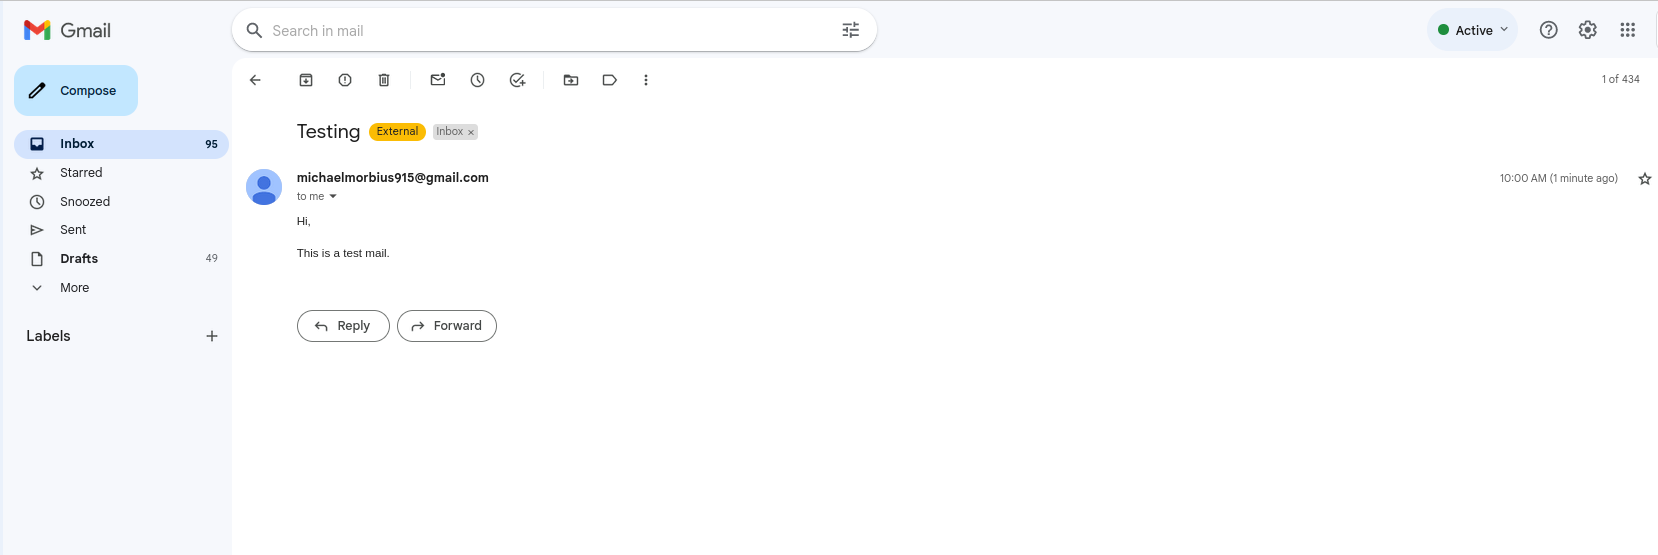 Gmail
Search in mail
Active
Compose
1 of 434
Inbox 95
Starred
Snoozed
Sent
Drafts 49
More
Labels
Testing External Inbox ×
michaelmorbius915@gmail.com 10:00 AM (1 minute ago)
to me
Hi,
This is a test mail.
Reply Forward